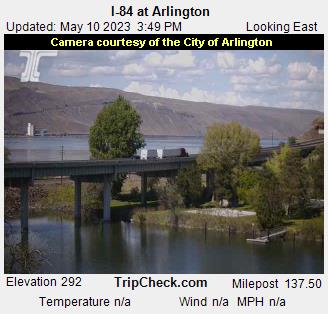 I-84 at Arlington
Updated: May 10 2023 3:49 PM Looking East
Camera courtesy of the City of Arlington
Elevation 292 TripCheck.com Milepost 137.50
Temperature n/a Wind n/a MPH n/a